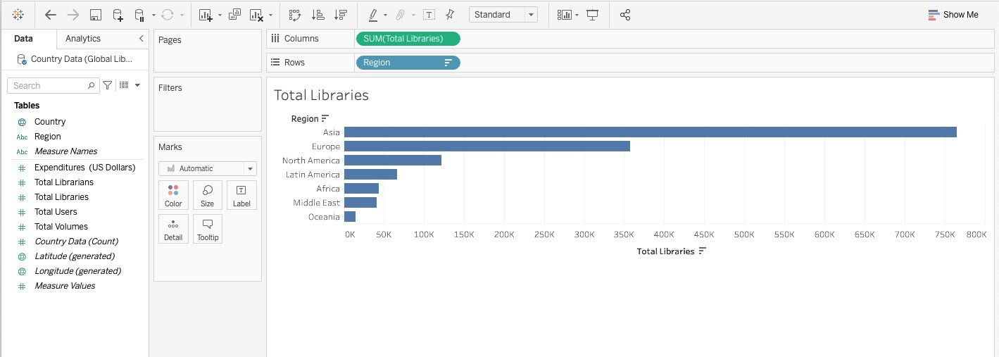 Standard
Show Me
Data Analytics
Country Data (Global Lib...
Search
Tables
Country
Abc Region
Abc Measure Names
Expenditures (US Dollars)
Total Librarians
Total Libraries
Total Users
Total Volumes
Country Data (Count)
Latitude (generated)
Longitude (generated)
Measure Values
Pages
Filters
Marks
Automatic
Color Size T Label
Detail Tooltip
Columns SUM(Total Libraries)
Rows Region
Total Libraries
Region
Asia
Europe
North America
Latin America
Africa
Middle East
Oceania
0K 50K 100K 150K 200K 250K 300K 350K 400K 450K 500K 550K 600K 650K 700K 750K 800K
Total Libraries